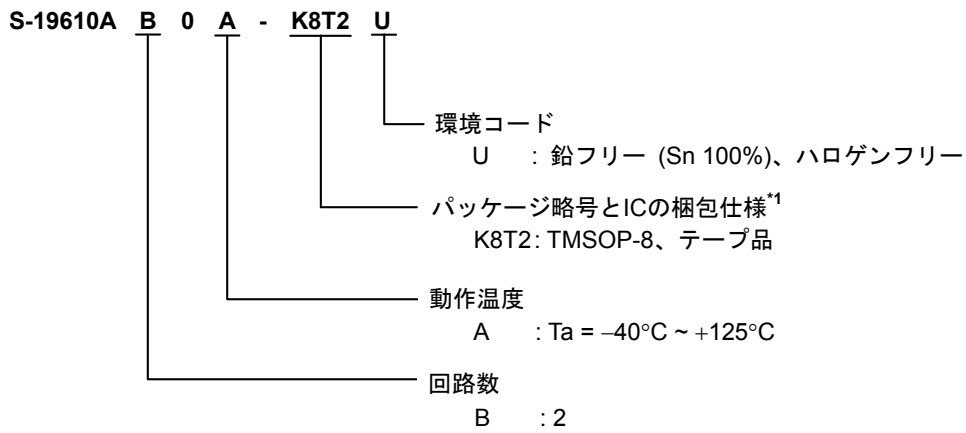 S-19610A B 0 A - K8T2 U
環境コード
U : 鉛フリー (Sn 100%)、ハロゲンフリー
パッケージ略号とICの梱包仕様*1
K8T2 : TMSOP-8、テープ品
動作温度
A : Ta = −40°C ~ +125°C
回路数
B : 2